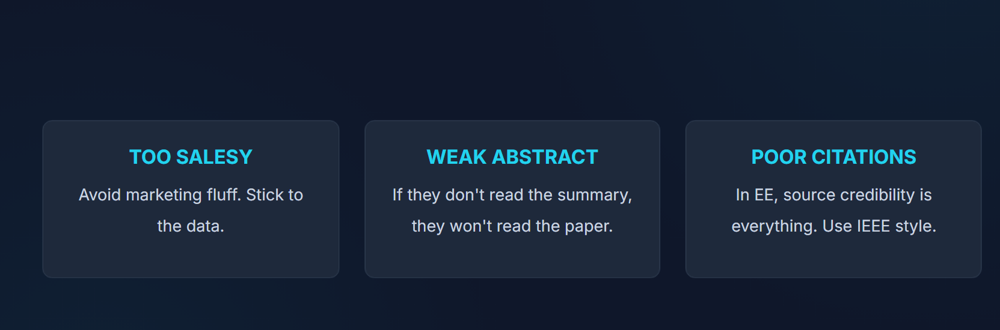 TOO SALESY
Avoid marketing fluff. Stick to
the data.
WEAK ABSTRACT
If they don't read the summary,
they won't read the paper.
POOR CITATIONS
In EE, source credibility is
everything. Use IEEE style.